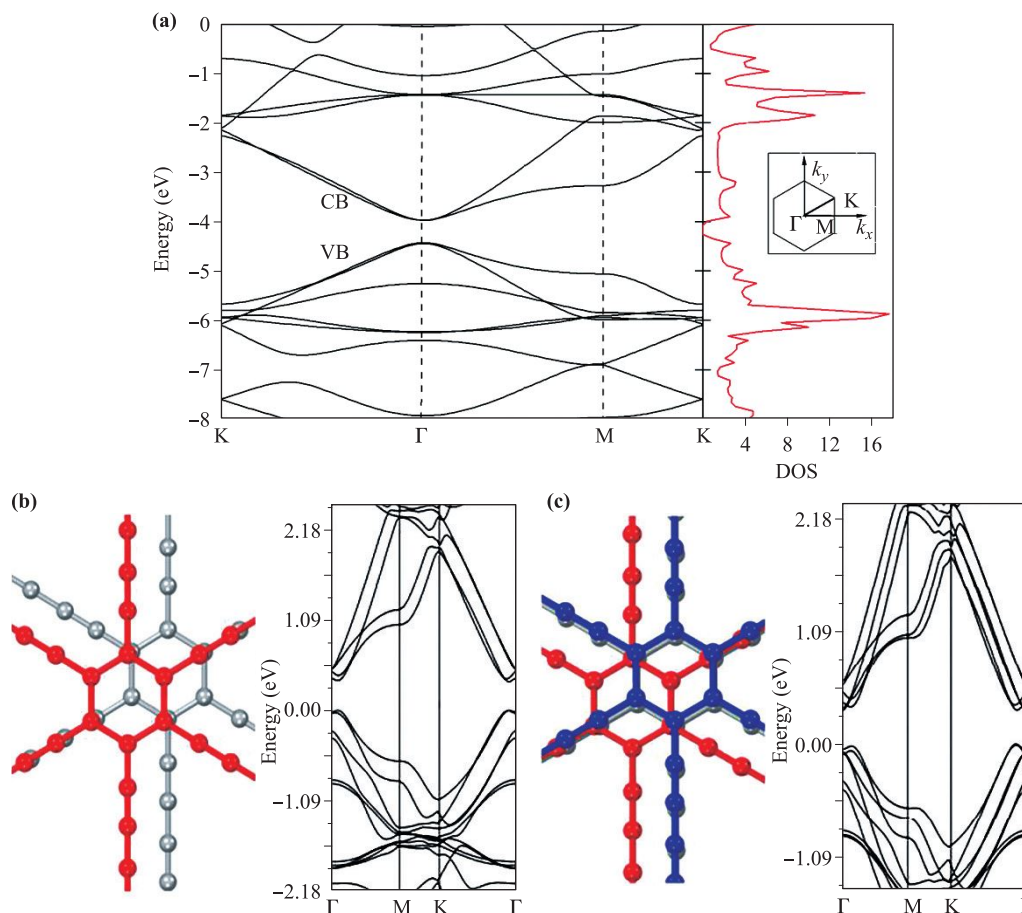 (a)
0
−1
−2
−3
−4
−5
−6
−7
−8
Energy (eV)
CB
VB
K
Γ
M
K
k_y
K
Γ
M
k_x
4
8
12
16
DOS
(b)
2.18
1.09
0.00
−1.09
−2.18
Energy (eV)
Γ
M
K
Γ
(c)
2.18
1.09
0.00
−1.09
Energy (eV)
Γ
M
K